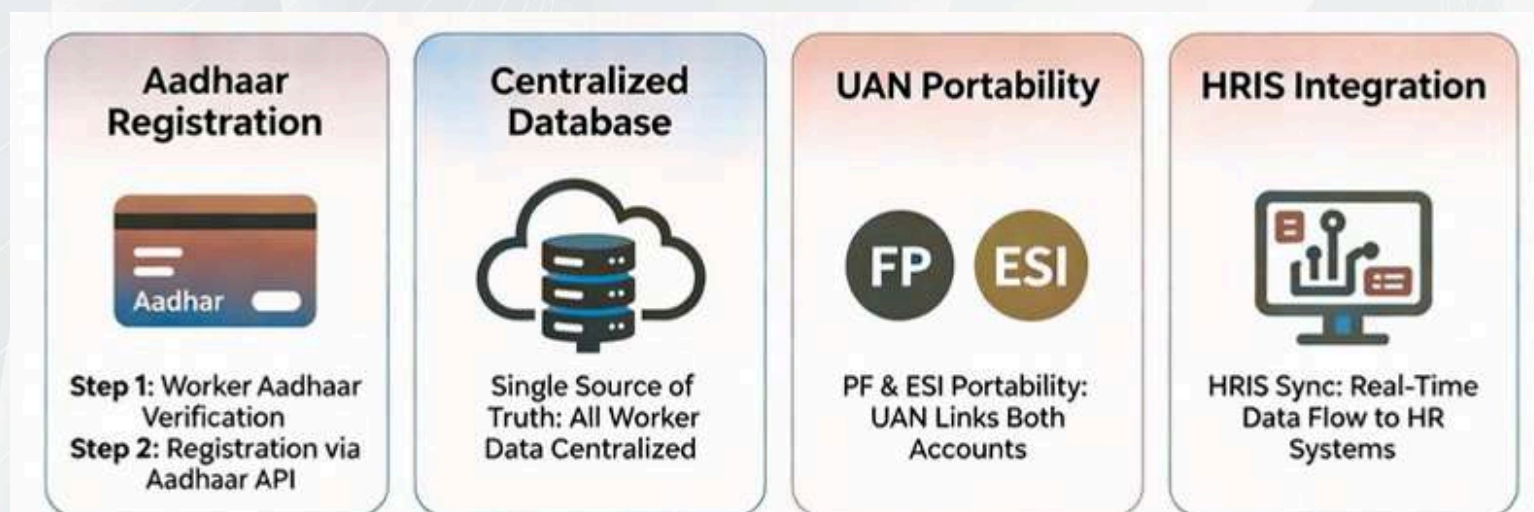 Aadhaar
Registration
Aadhar
Step 1: Worker Aadhaar
Verification
Step 2: Registration via
Aadhaar API
Centralized
Database
Single Source of
Truth: All Worker
Data Centralized
UAN Portability
FP
ESI
PF & ESI Portability:
UAN Links Both
Accounts
HRIS Integration
HRIS Sync: Real-Time
Data Flow to HR
Systems